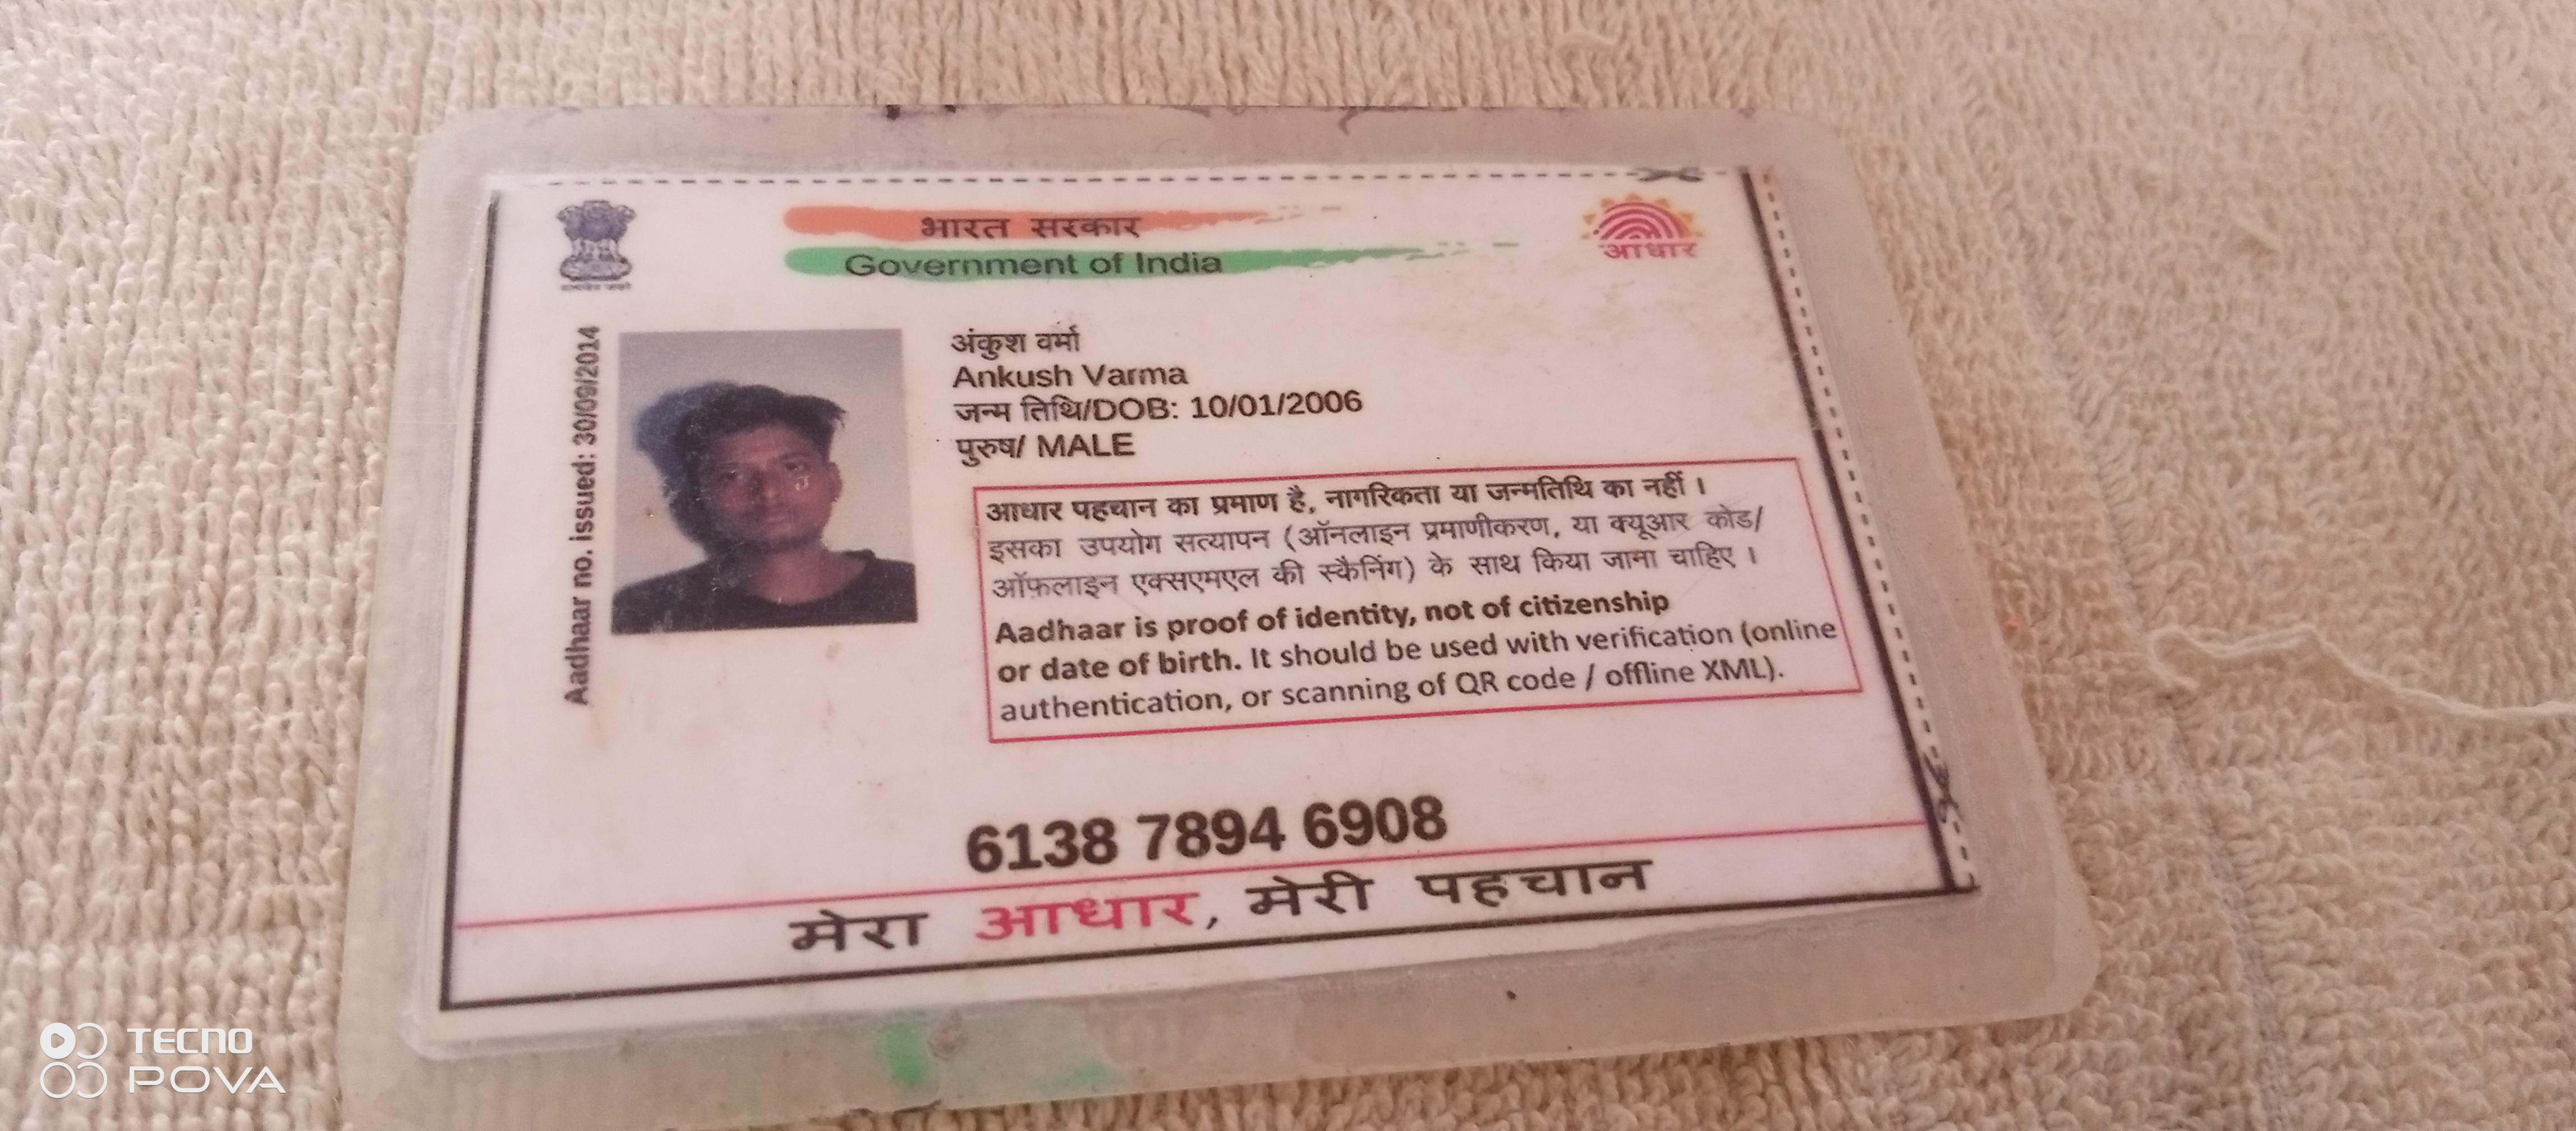 भारत सरकार
Government of India
आधार
Aadhaar no. issued: 30/09/2014
अंकुश वर्मा
Ankush Varma
जन्म तिथि/DOB: 10/01/2006
पुरुष/ MALE
आधार पहचान का प्रमाण है, नागरिकता या जन्मतिथि का नहीं ।
इसका उपयोग सत्यापन (ऑनलाइन प्रमाणीकरण, या क्यूआर कोड/
ऑफ़लाइन एक्सएमएल की स्कैनिंग) के साथ किया जाना चाहिए ।
Aadhaar is proof of identity, not of citizenship
or date of birth. It should be used with verification (online
authentication, or scanning of QR code / offline XML).
6138 7894 6908
मेरा आधार, मेरी पहचान
TECNO
POVA